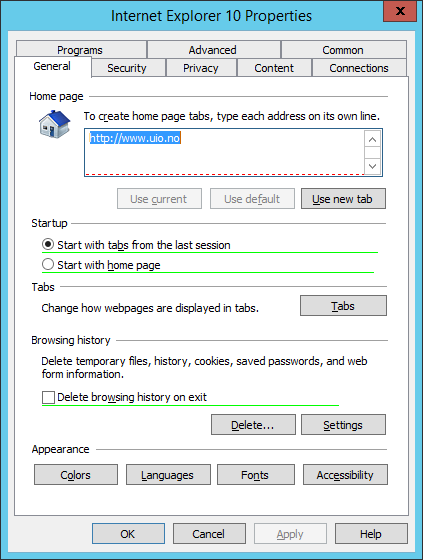 Internet Explorer 10 Properties
X
Programs
Advanced
Common
General
Security
Privacy
Content
Connections
Home page
To create home page tabs, type each address on its own line.
http://www.uio.no
Use current
Use default
Use new tab
Startup
Start with tabs from the last session
Start with home page
Tabs
Change how webpages are displayed in tabs.
Tabs
Browsing history
Delete temporary files, history, cookies, saved passwords, and web
form information.
Delete browsing history on exit
Delete...
Settings
Appearance
Colors
Languages
Fonts
Accessibility
OK
Cancel
Apply
Help